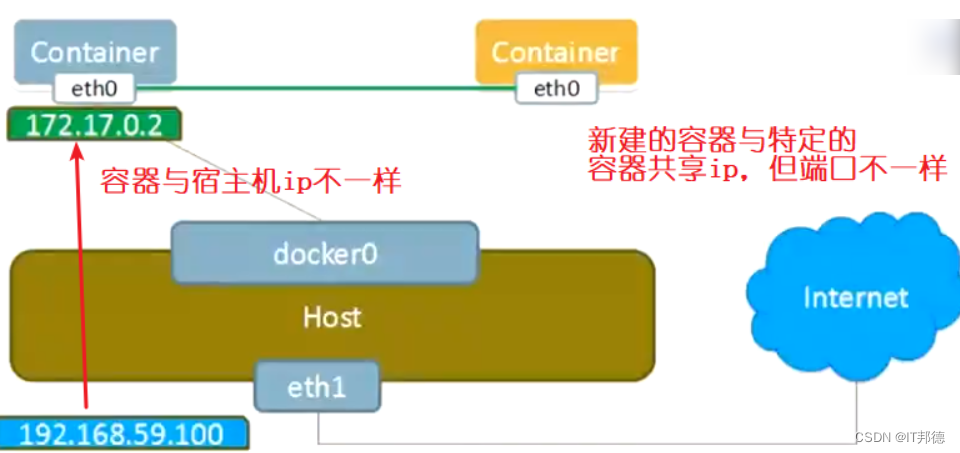 Container
Container
eth0
eth0
172.17.0.2
新建的容器与特定的
容器共享ip，但端口不一样
容器与宿主机ip不一样
docker0
Host
Internet
eth1
192.168.59.100
CSDN @IT邦德